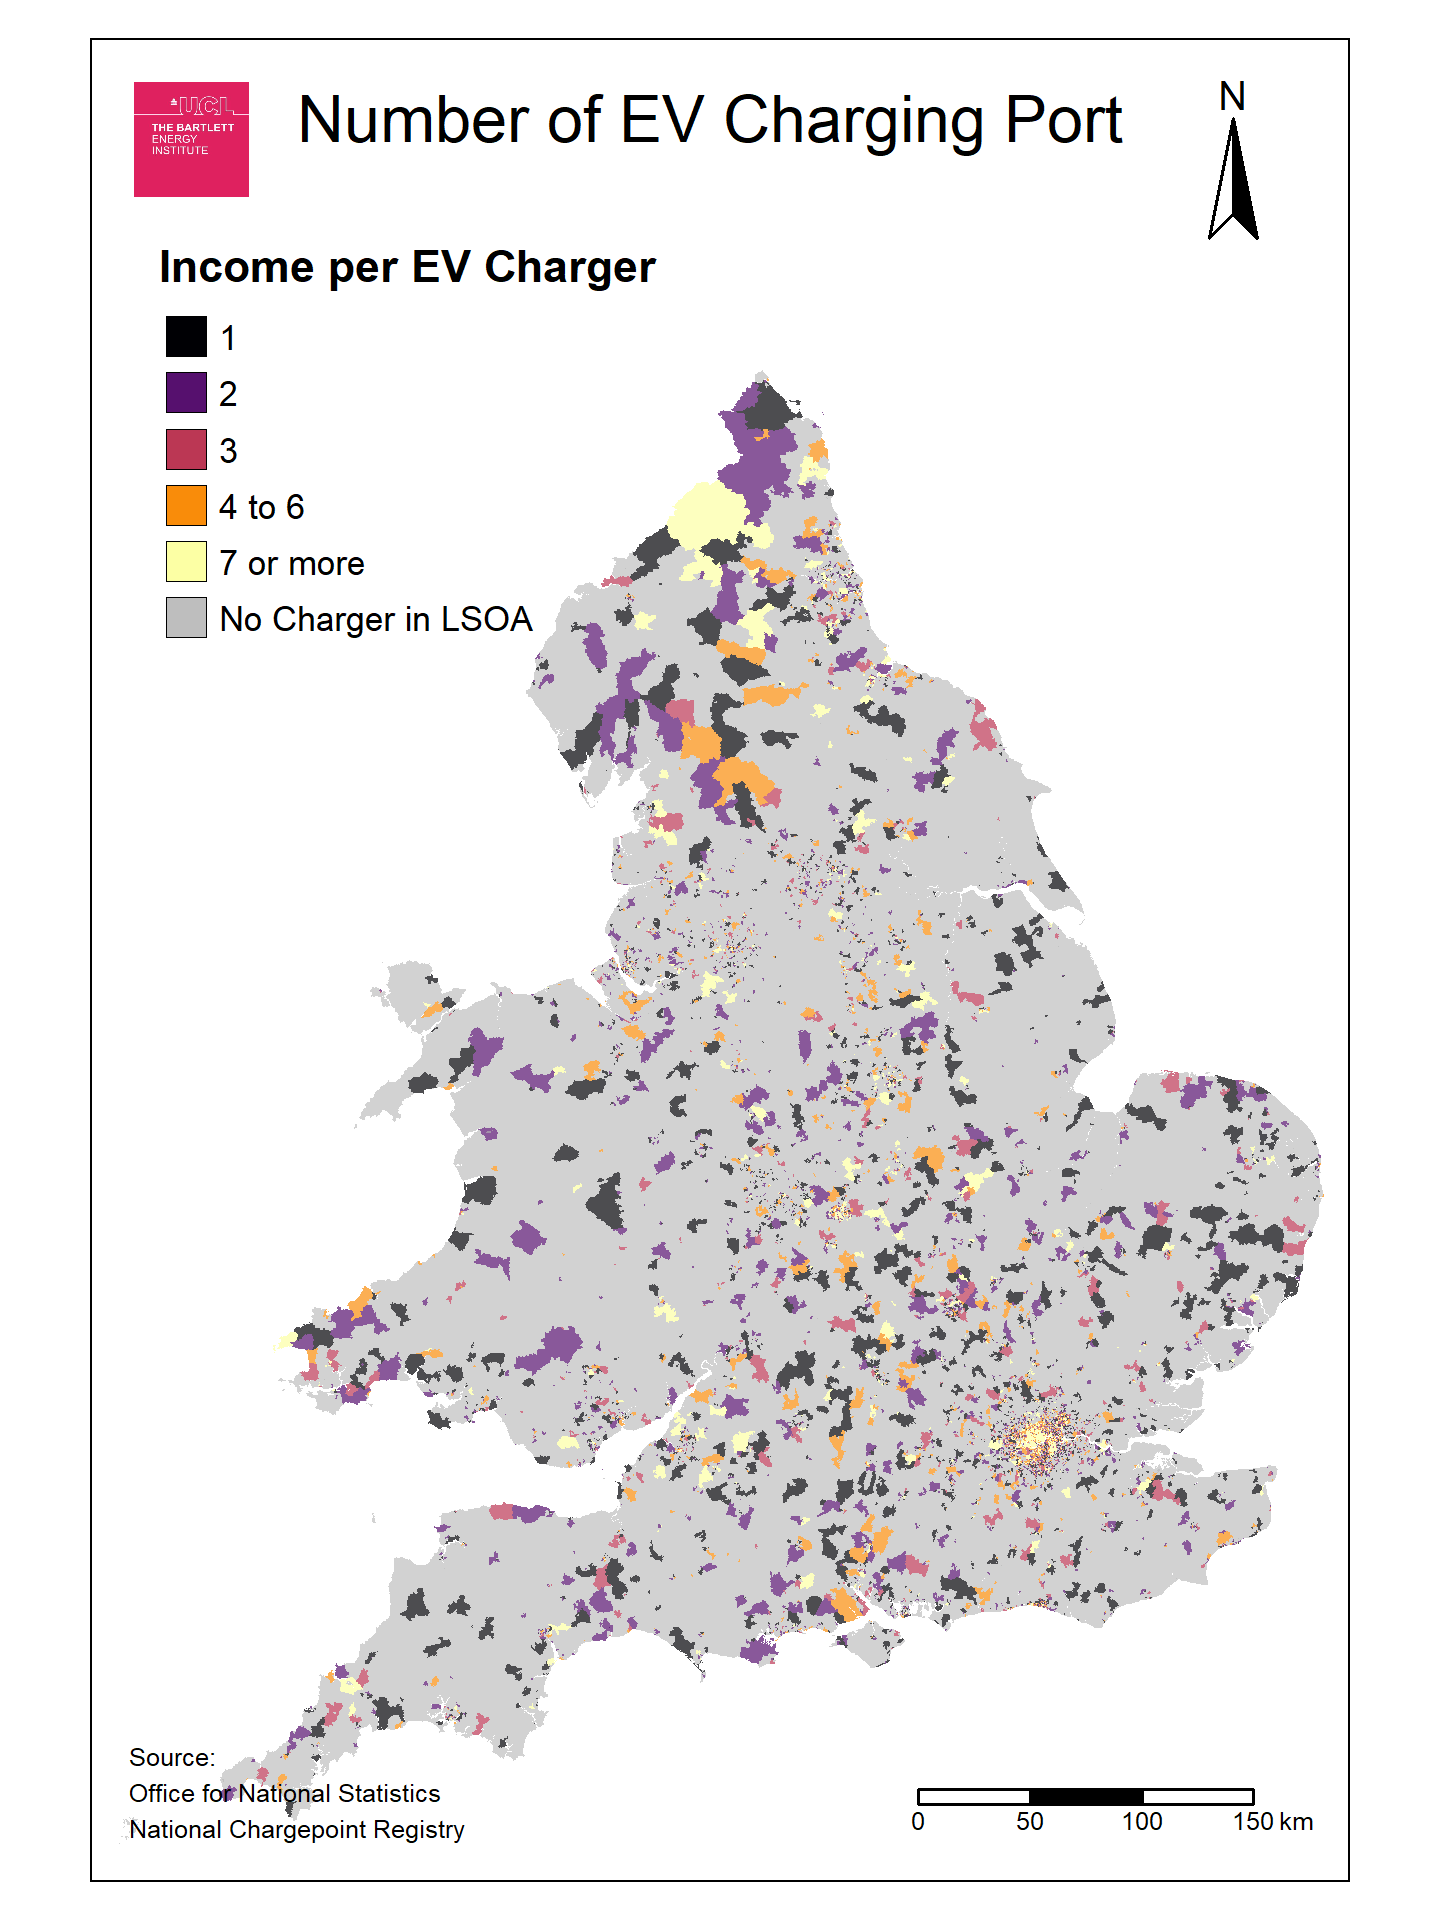 UCL
THE BARTLETT
ENERGY
INSTITUTE
Number of EV Charging Port
N
Income per EV Charger
1
2
3
4 to 6
7 or more
No Charger in LSOA
Source:
Office for National Statistics
National Chargepoint Registry
0 50 100 150 km